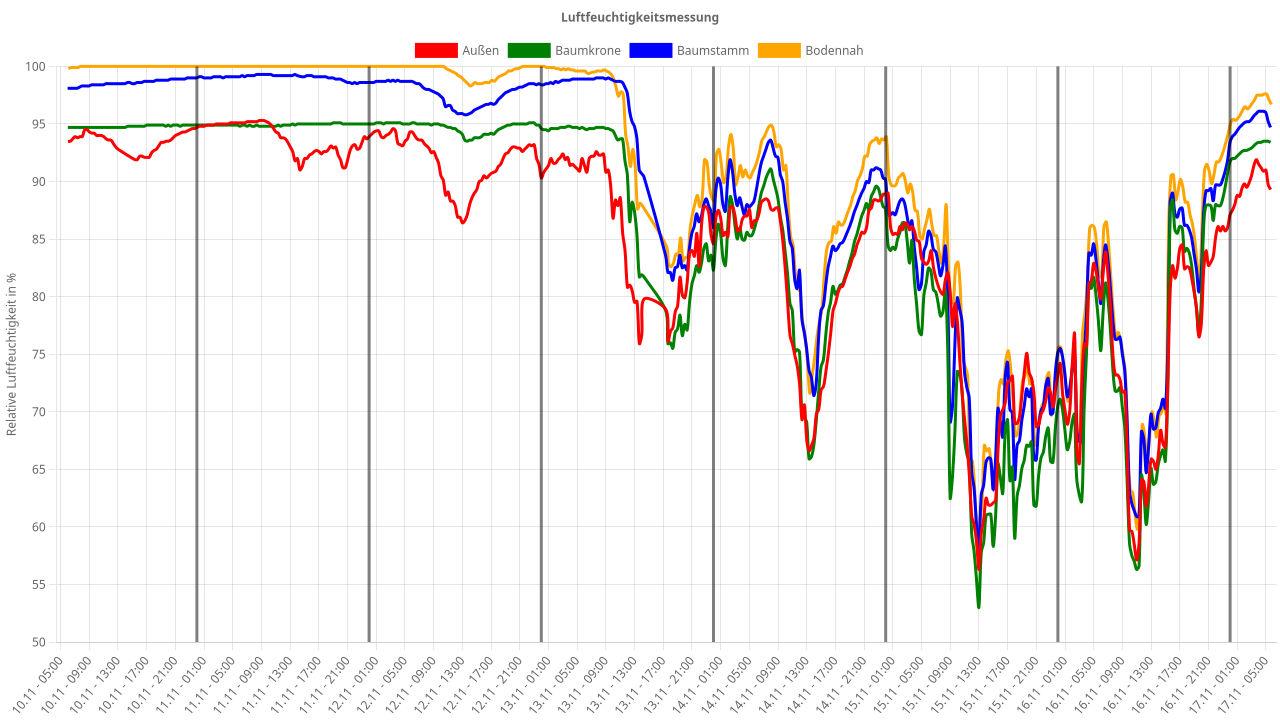 Luftfeuchtigkeitsmessung
Außen Baumkrone Baumstamm Bodennah
Relative Luftfeuchtigkeit in %
100
95
90
85
80
75
70
65
60
55
50
10.11 - 05:00
10.11 - 09:00
10.11 - 13:00
10.11 - 17:00
10.11 - 21:00
11.11 - 01:00
11.11 - 05:00
11.11 - 09:00
11.11 - 13:00
11.11 - 17:00
11.11 - 21:00
12.11 - 01:00
12.11 - 05:00
12.11 - 09:00
12.11 - 13:00
12.11 - 17:00
12.11 - 21:00
13.11 - 01:00
13.11 - 05:00
13.11 - 09:00
13.11 - 13:00
13.11 - 17:00
13.11 - 21:00
14.11 - 01:00
14.11 - 05:00
14.11 - 09:00
14.11 - 13:00
14.11 - 17:00
14.11 - 21:00
15.11 - 01:00
15.11 - 05:00
15.11 - 09:00
15.11 - 13:00
15.11 - 17:00
15.11 - 21:00
16.11 - 01:00
16.11 - 05:00
16.11 - 09:00
16.11 - 13:00
16.11 - 17:00
16.11 - 21:00
17.11 - 01:00
17.11 - 05:00